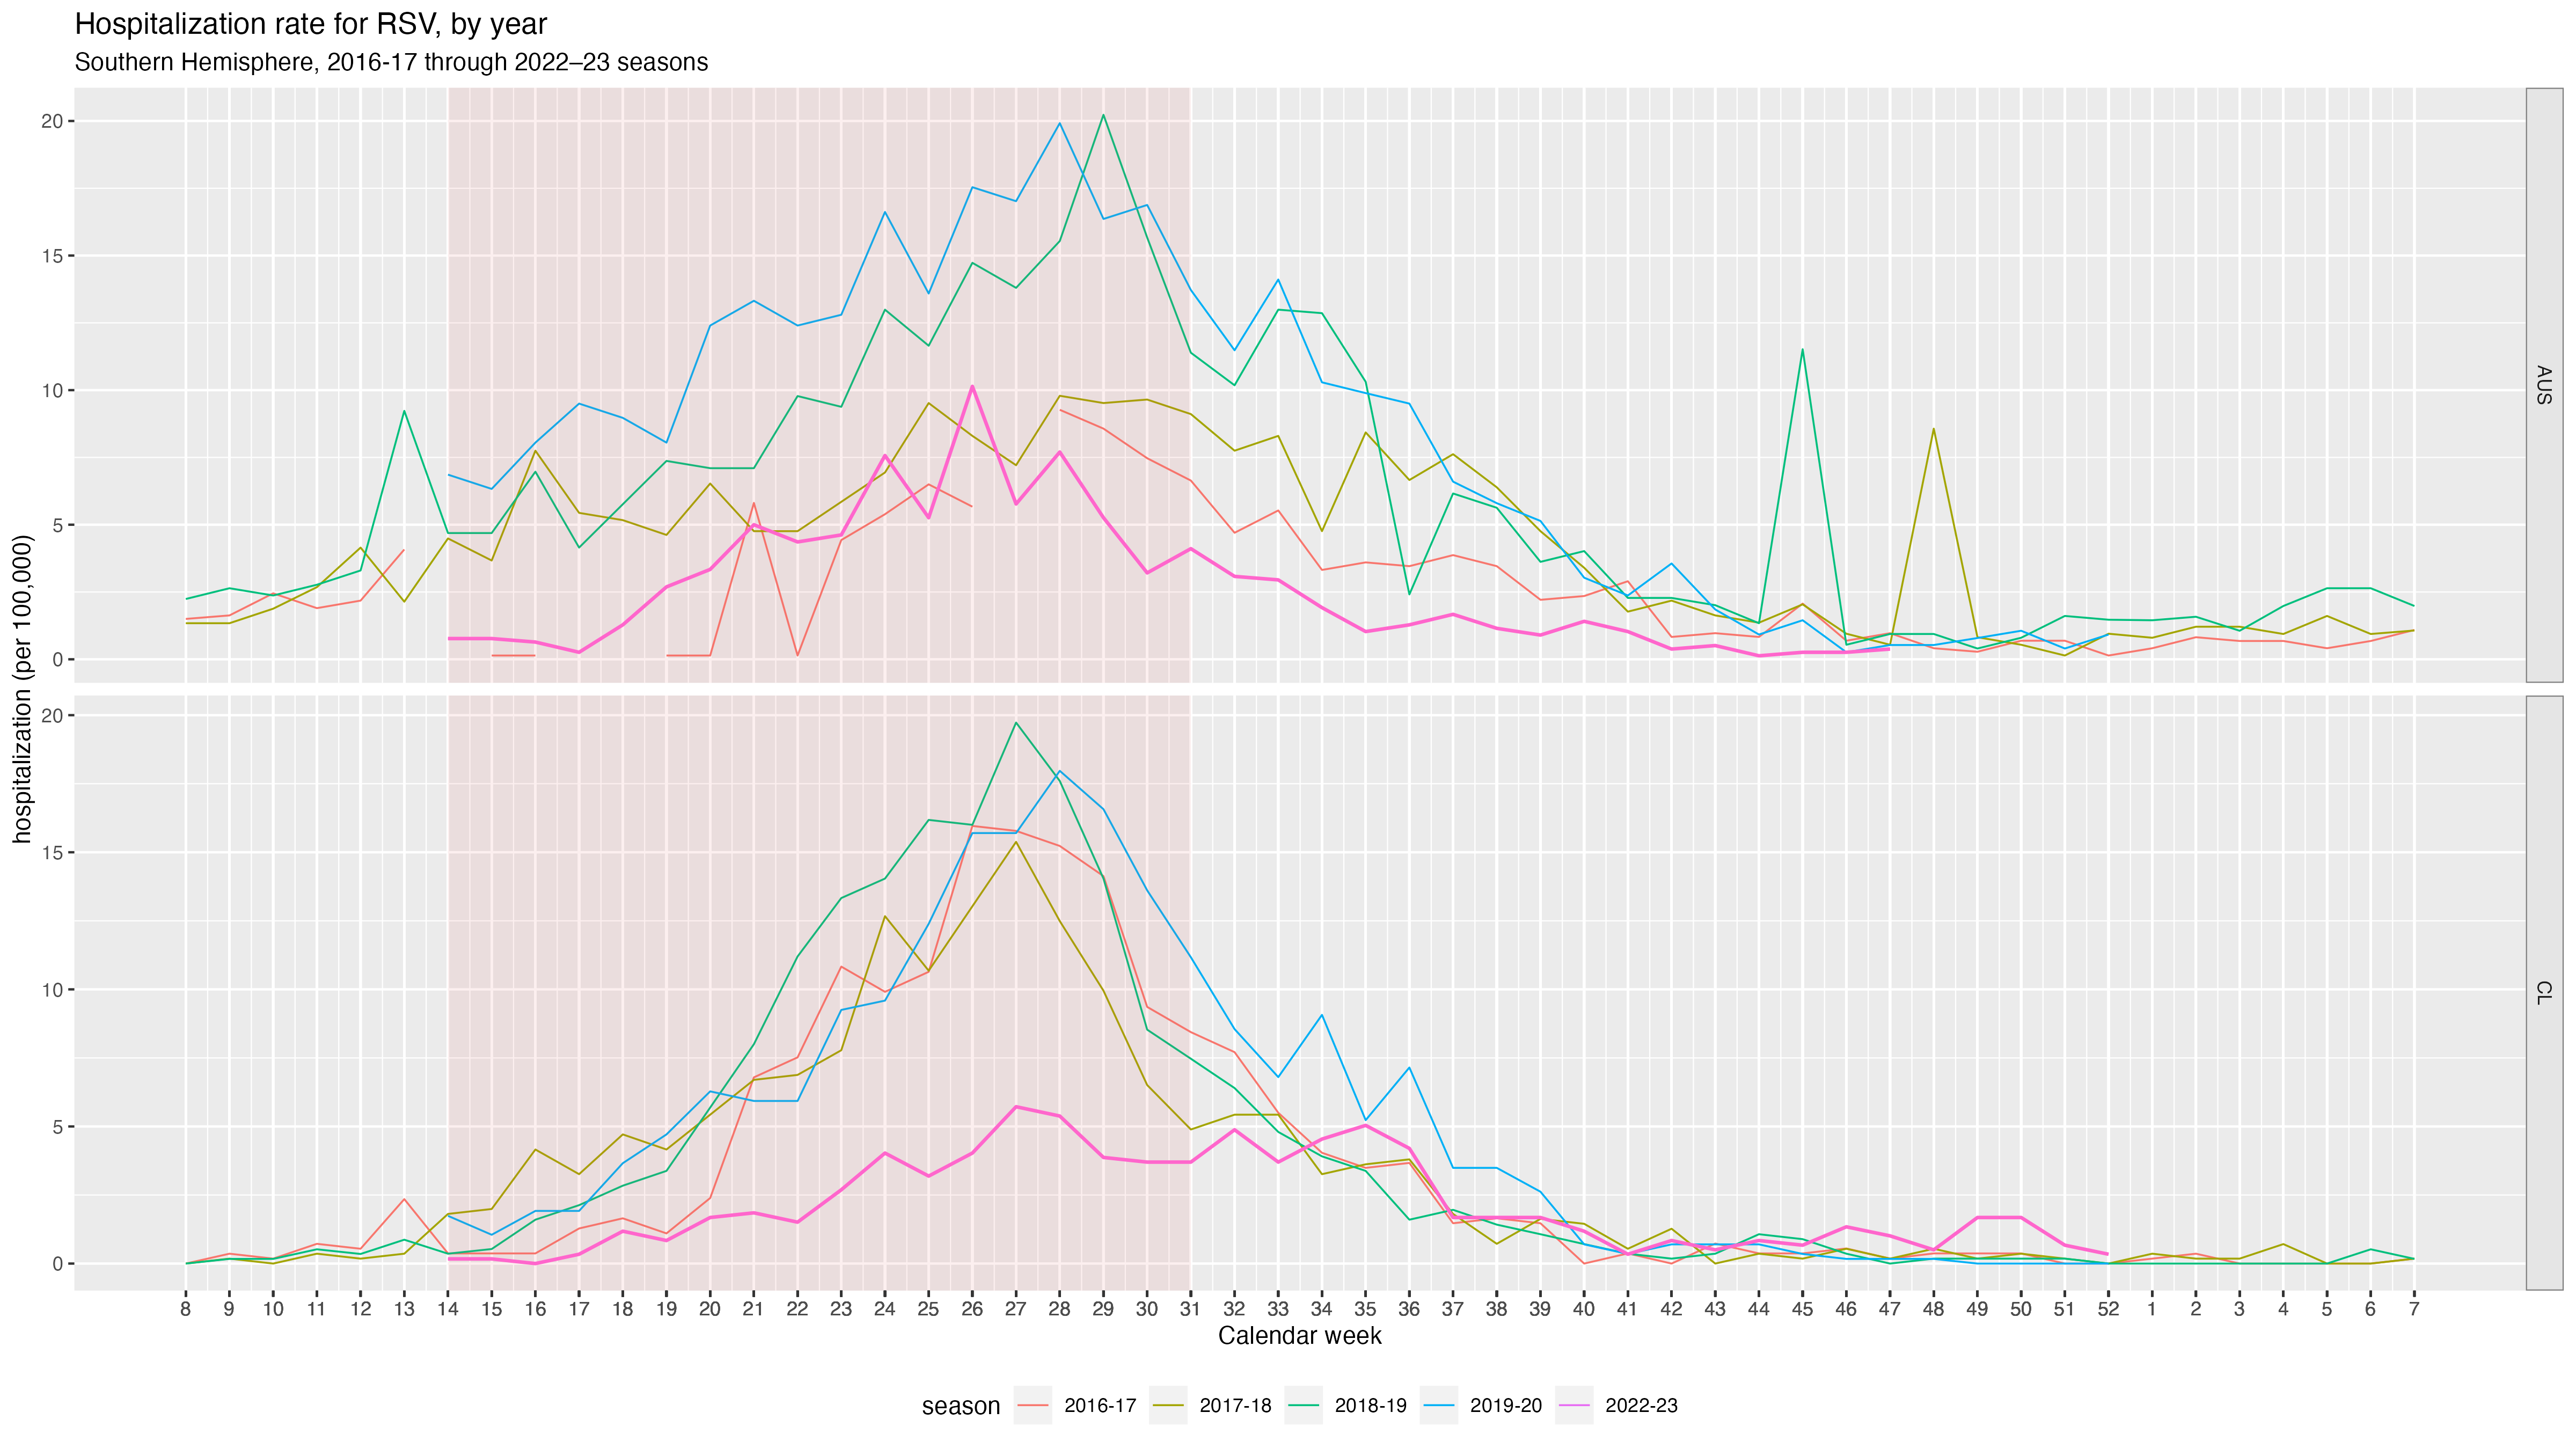 Hospitalization rate for RSV, by year
Southern Hemisphere, 2016-17 through 2022–23 seasons
hospitalization (per 100,000)
20
15
10
5
0
AUS
20
15
10
5
0
CL
8 9 10 11 12 13 14 15 16 17 18 19 20 21 22 23 24 25 26 27 28 29 30 31 32 33 34 35 36 37 38 39 40 41 42 43 44 45 46 47 48 49 50 51 52 1 2 3 4 5 6 7
Calendar week
season 2016-17 2017-18 2018-19 2019-20 2022-23